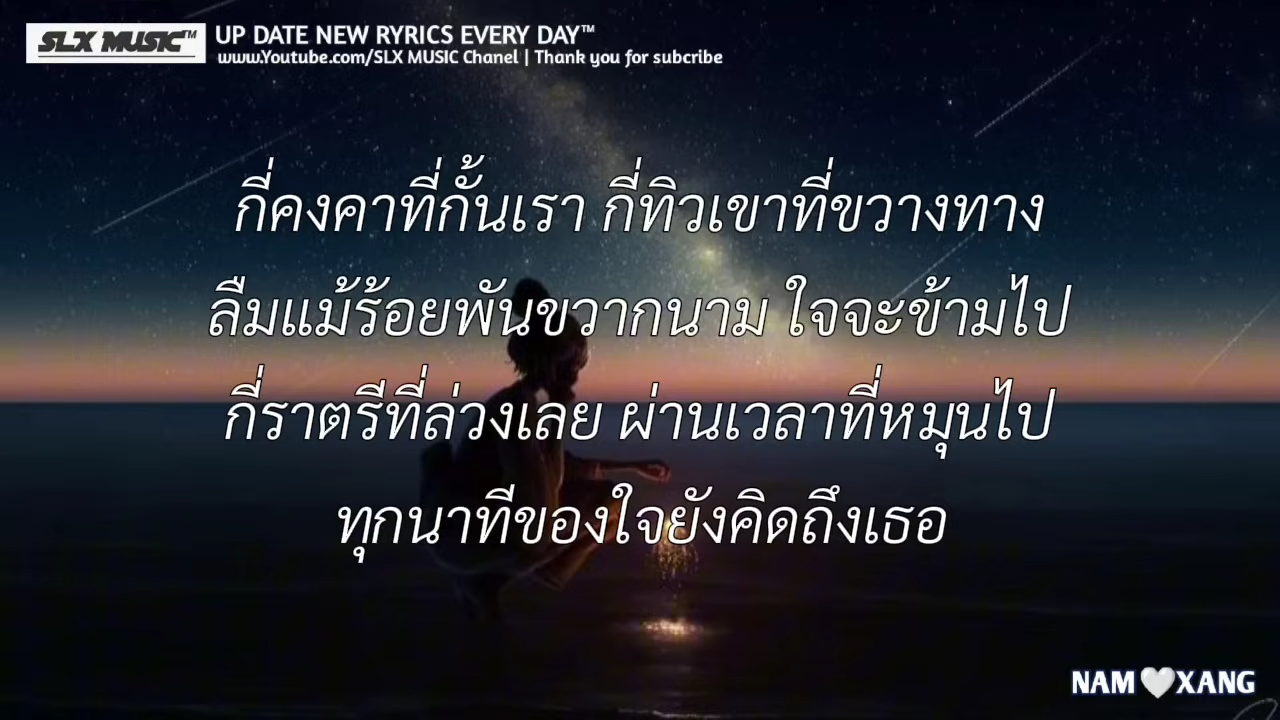 SLX MUSIC™
UP DATE NEW RYRICS EVERY DAY™
www.Youtube.com/SLX MUSIC Chanel | Thank you for subcribe
กี่คงคาที่กั้นเรา กี่ทิวเขาที่ขวางทาง
ลืมแม้ร้อยพันขวากนาม ใจจะข้ามไป
กี่ราตรีที่ล่วงเลย ผ่านเวลาที่หมุนไป
ทุกนาทีของใจยังคิดถึงเธอ
NAM🤍XANG